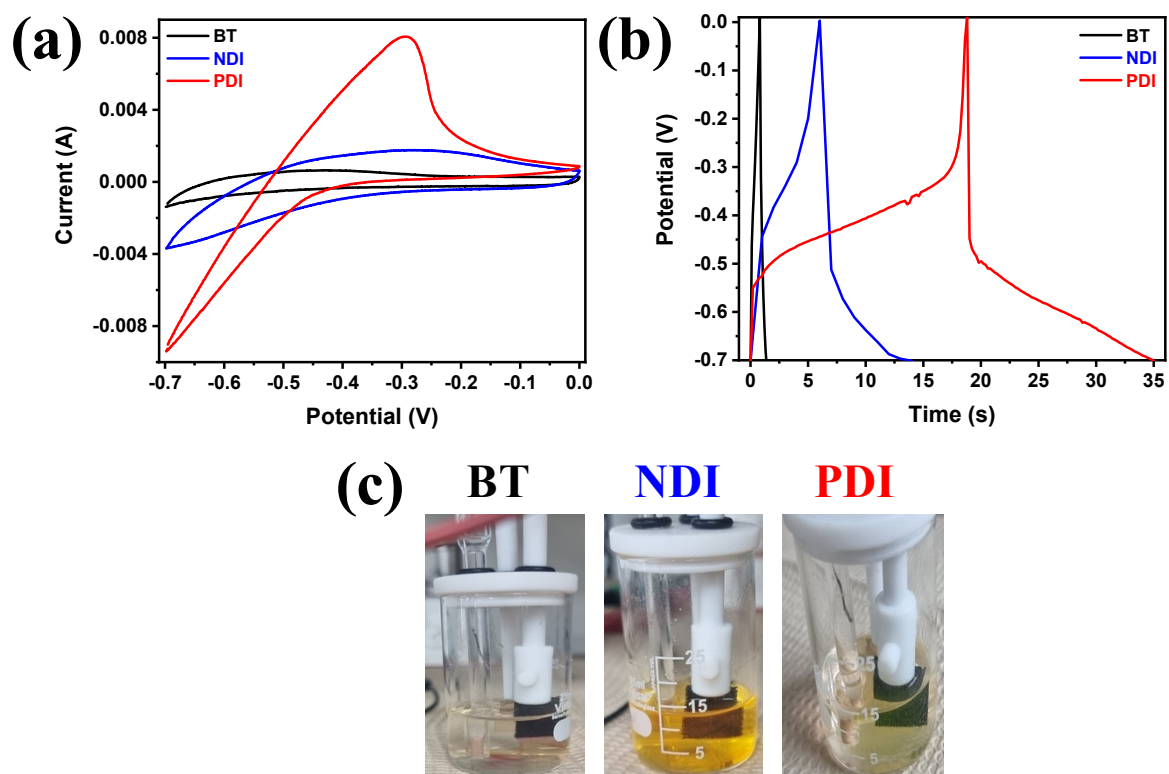 (a)
BT
NDI
PDI
0.008
0.004
0.000
-0.004
-0.008
Current (A)
-0.7
-0.6
-0.5
-0.4
-0.3
-0.2
-0.1
0.0
Potential (V)
(b)
BT
NDI
PDI
0.0
-0.1
-0.2
-0.3
-0.4
-0.5
-0.6
-0.7
Potential (V)
0
5
10
15
20
25
30
35
Time (s)
(c)
BT
NDI
PDI
25
15
5
25
15
5